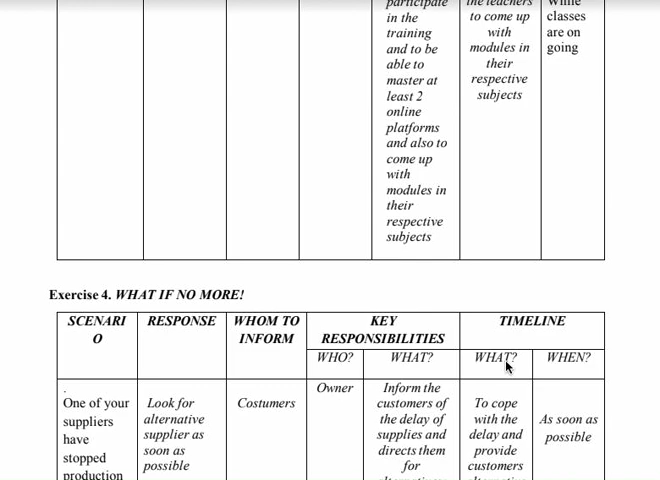 participate
in the
training
and to be
able to
master at
least 2
online
platforms
and also to
come up
with
modules in
their
respective
subjects
the teachers
to come up
with
modules in
their
respective
subjects
While
classes
are on
going
Exercise 4. WHAT IF NO MORE!
SCENARI
O
RESPONSE
WHOM TO
INFORM
KEY
RESPONSIBILITIES
TIMELINE
WHO?
WHAT?
WHAT?
WHEN?
.
One of your
suppliers
have
stopped
production
Look for
alternative
supplier as
soon as
possible
Costumers
Owner
Inform the
customers of
the delay of
supplies and
directs them
for
To cope
with the
delay and
provide
customers
As soon as
possible